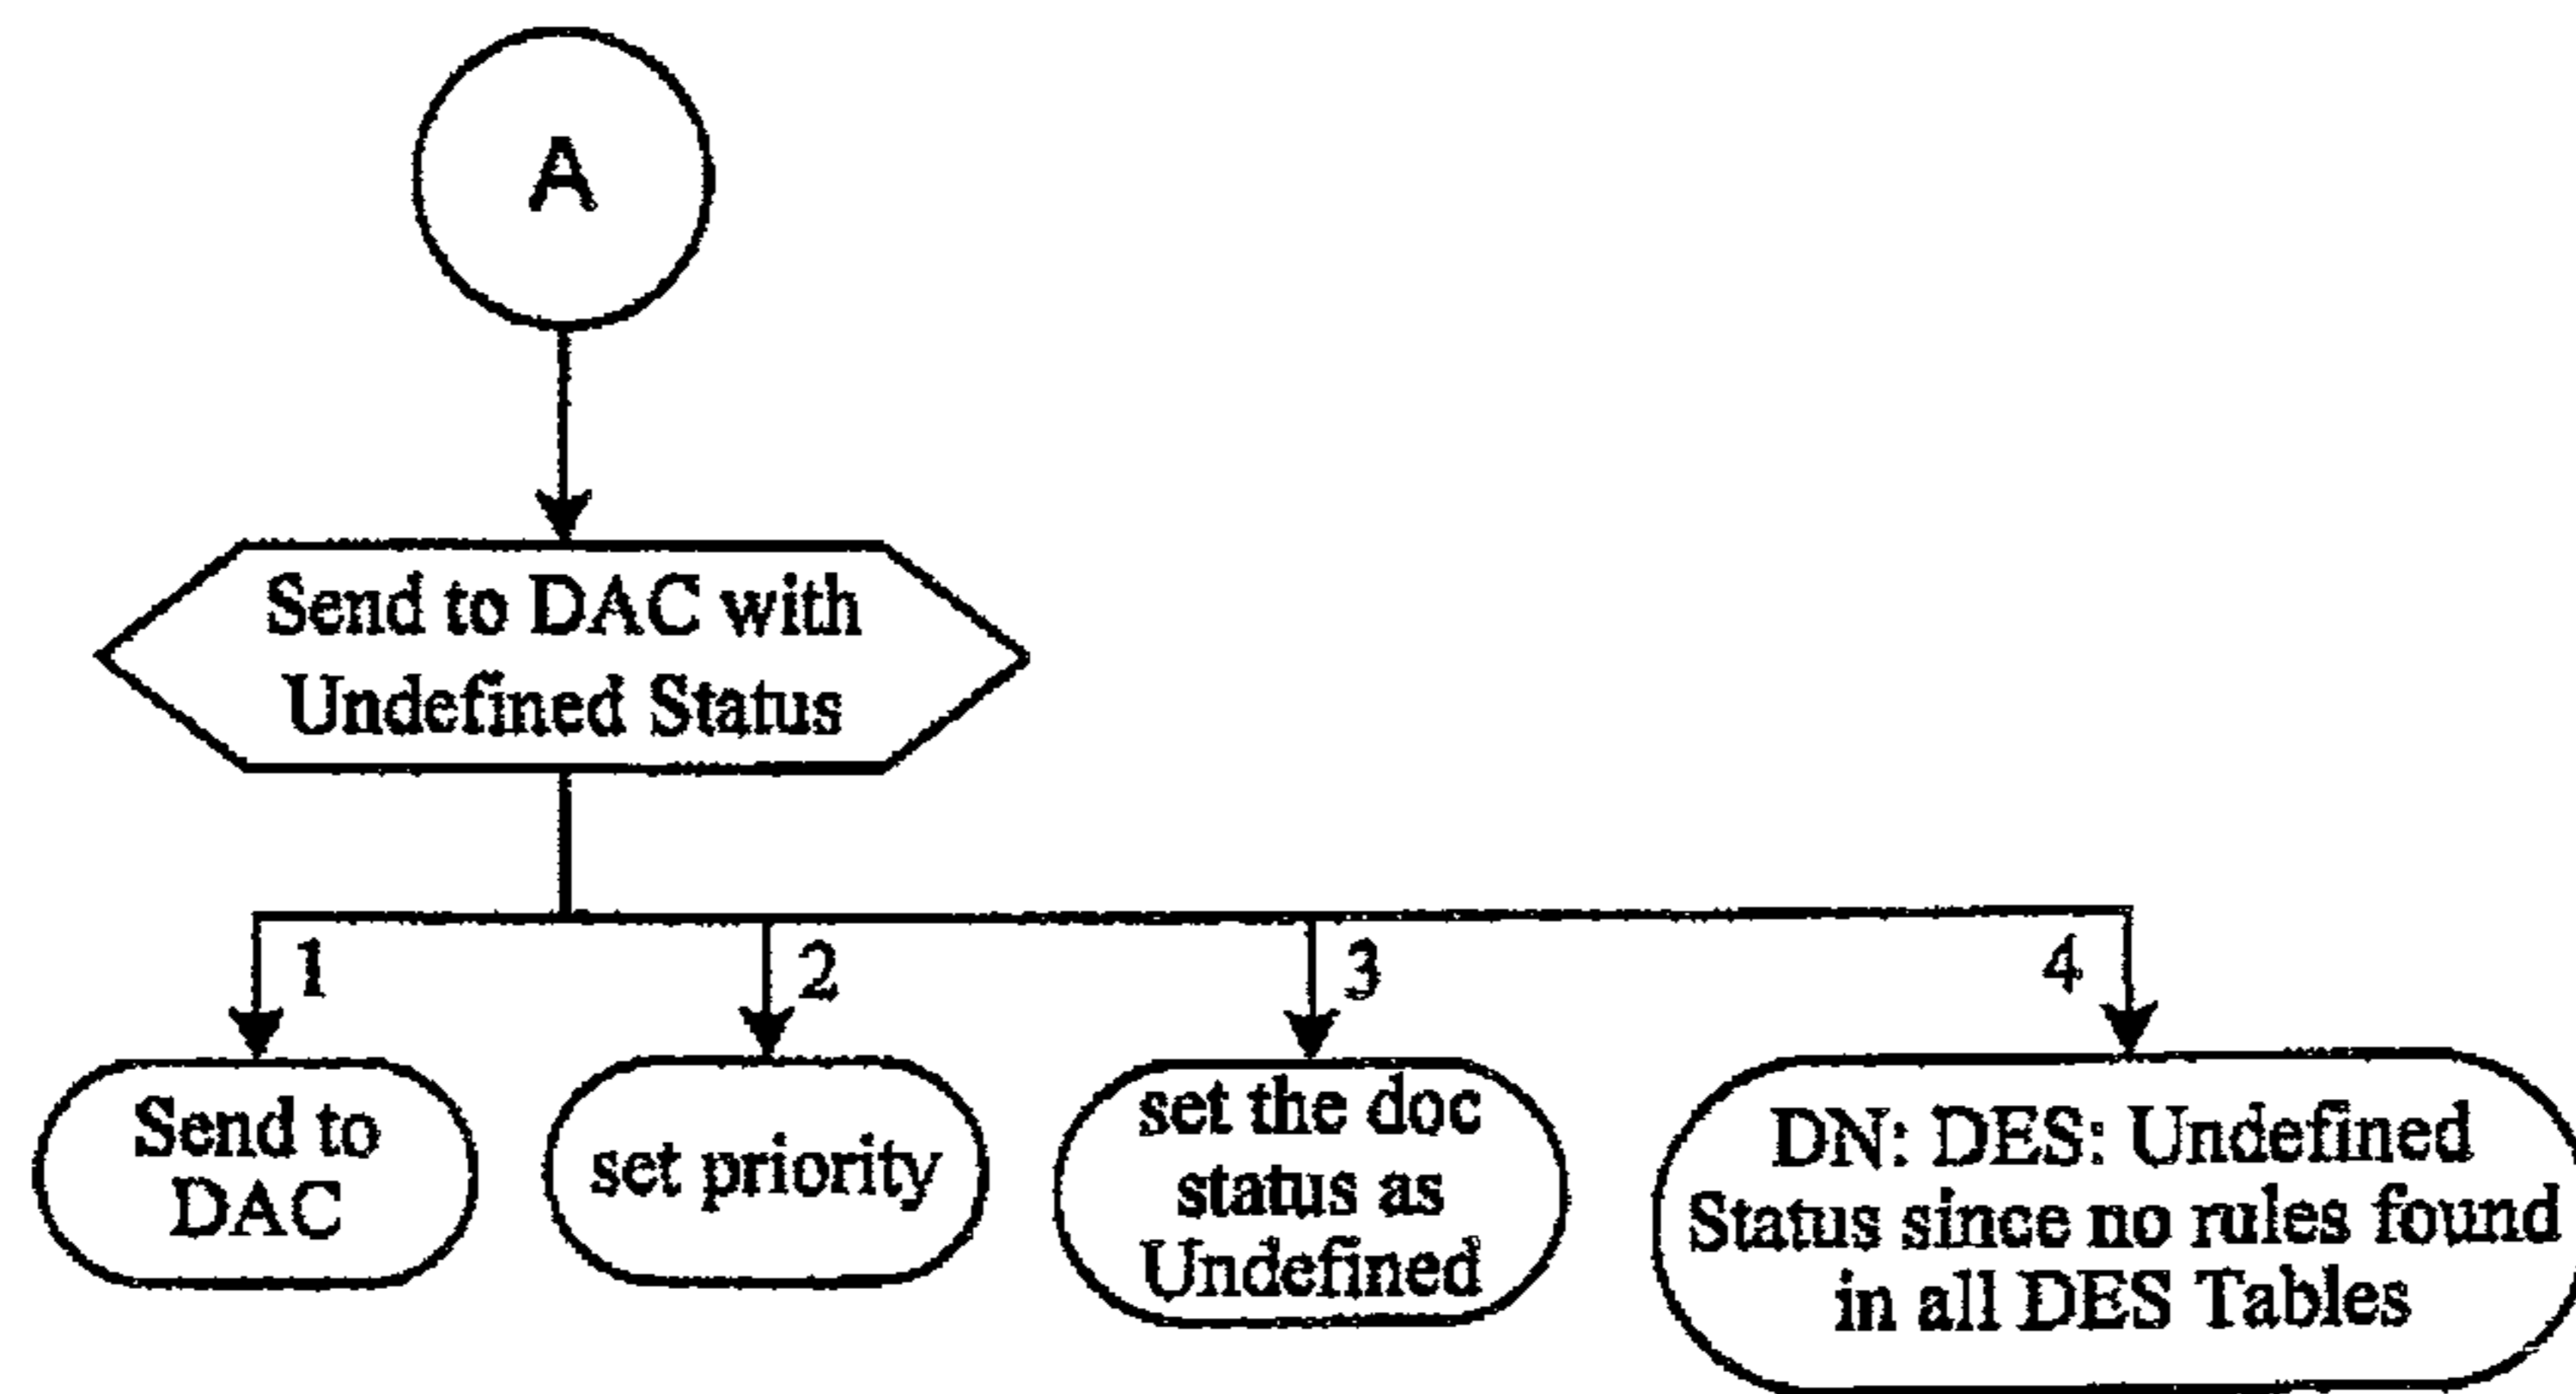 A
Send to DAC with
Undefined Status
1
2
3
4
Send to
DAC
set priority
set the doc
status as
Undefined
DN: DES: Undefined
Status since no rules found
in all DES Tables